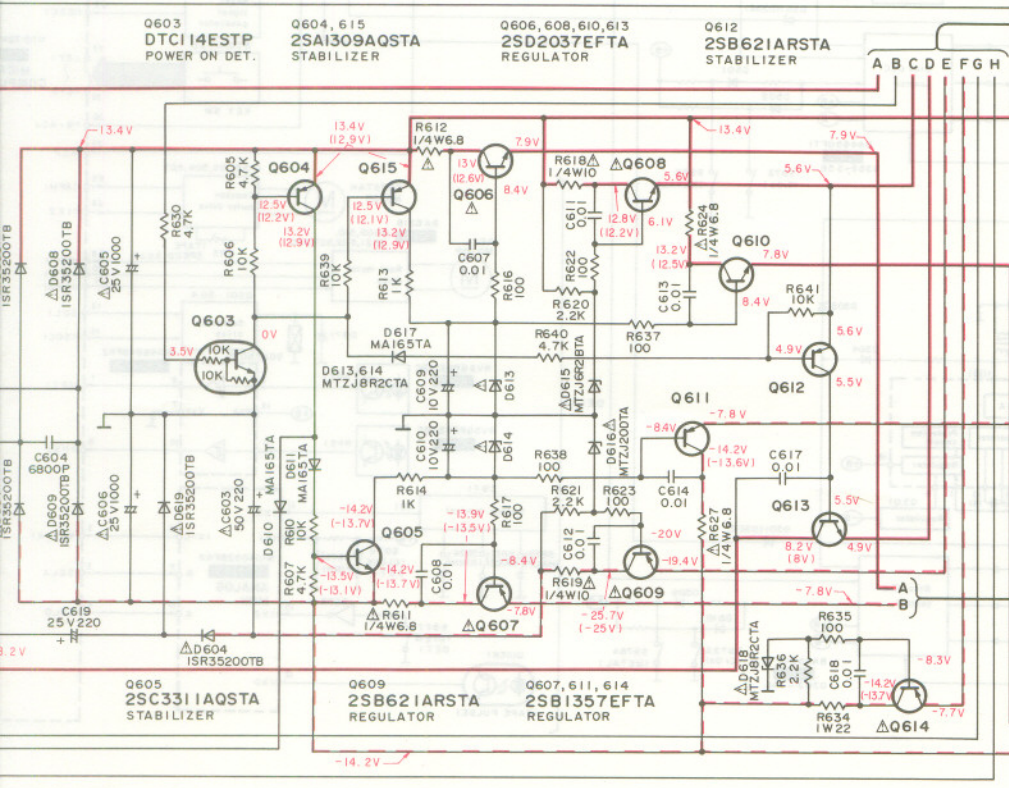 Q603
DTC114ESTP
POWER ON DET.
Q604, 615
2SA1309AQSTA
STABILIZER
Q606, 608, 610, 613
2SD2037EFTA
REGULATOR
Q612
2SB621ARSTA
STABILIZER
A B C D E F G H
13.4V
13.4V
(12.9V)
R612
1/4W6.8
7.9V
13.4V
7.9V
R605
4.7K
Q604
Q615
13V
(12.6V)
Q606
8.4V
R618
1/4W10
Q608
5.6V
5.6V
12.5V
(12.2V)
12.5V
(12.1V)
13.2V
(12.9V)
13.2V
(12.9V)
C611
0.01
12.8V
(12.2V)
6.1V
R624
1/4W6.8
R630
4.7K
R606
10K
R639
10K
R613
1K
C607
0.01
R616
100
R622
100
13.2V
(12.5V)
Q610
7.8V
1SR35200TB
D608
1SR35200TB
C605
25V1000
R620
2.2K
C613
0.01
8.4V
R641
10K
Q603
0V
D617
MA165TA
R640
4.7K
R637
100
5.6V
3.5V
10K
10K
D613,614
MTZJ8R2CTA
C609
10V220
D613
D615
MTZJ6R2BTA
4.9V
Q612
5.5V
Q611
-7.8V
-8.4V
C610
10V220
D614
D616
MTZJ200TA
-14.2V
(-13.6V)
C604
6800P
D611
MA165TA
MA165TA
D610
R614
1K
R638
100
C617
0.01
1SR35200TB
D609
1SR35200TB
C606
25V1000
D619
1SR35200TB
C603
50V220
R610
10K
-14.2V
(-13.7V)
Q605
-13.9V
(-13.5V)
R617
100
R621
2.2K
R623
100
C614
0.01
R627
1/4W6.8
Q613
5.5V
C612
0.01
-20V
8.2V
(8V)
4.9V
R607
4.7K
-13.5V
(-13.1V)
-14.2V
(-13.7V)
C608
0.01
-8.4V
R619
1/4W10
Q609
-19.4V
C619
25V220
R611
1/4W6.8
Q607
-7.8V
-25.7V
(-25V)
-7.8V
A
B
D604
1SR35200TB
8.2V
D618
MTZJ8R2CTA
R636
2.2K
R635
100
C618
0.01
-8.3V
-14.2V
(-13.7V
R634
1W22
Q614
-7.7V
Q605
2SC3311AQSTA
STABILIZER
Q609
2SB621ARSTA
REGULATOR
Q607, 611, 614
2SB1357EFTA
REGULATOR
-14.2V